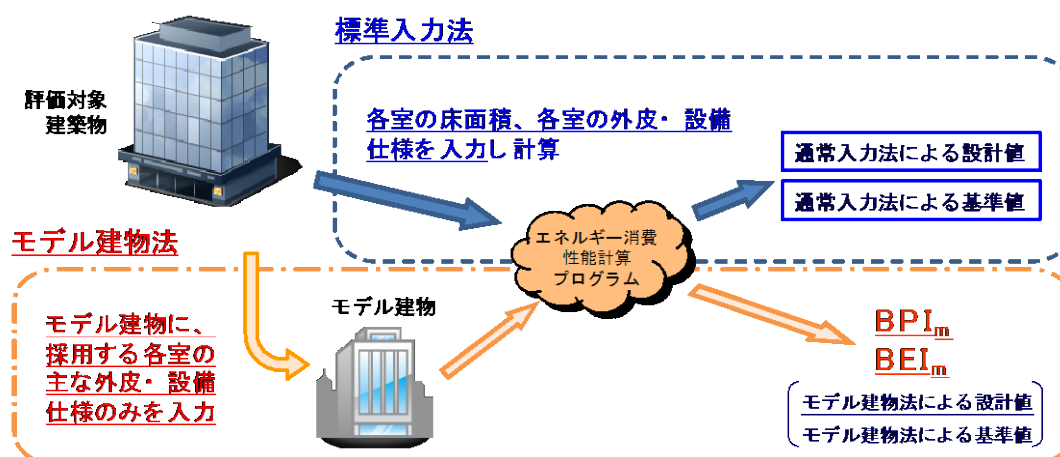 標準入力法
評価対象
建築物
各室の床面積、各室の外皮・設備
仕様を入力し計算
通常入力法による設計値
通常入力法による基準値
エネルギー消費
性能計算
プログラム
モデル建物法
モデル建物に、
採用する各室の
主な外皮・設備
仕様のみを入力
モデル建物
BPIm
BEIm
モデル建物法による設計値
モデル建物法による基準値